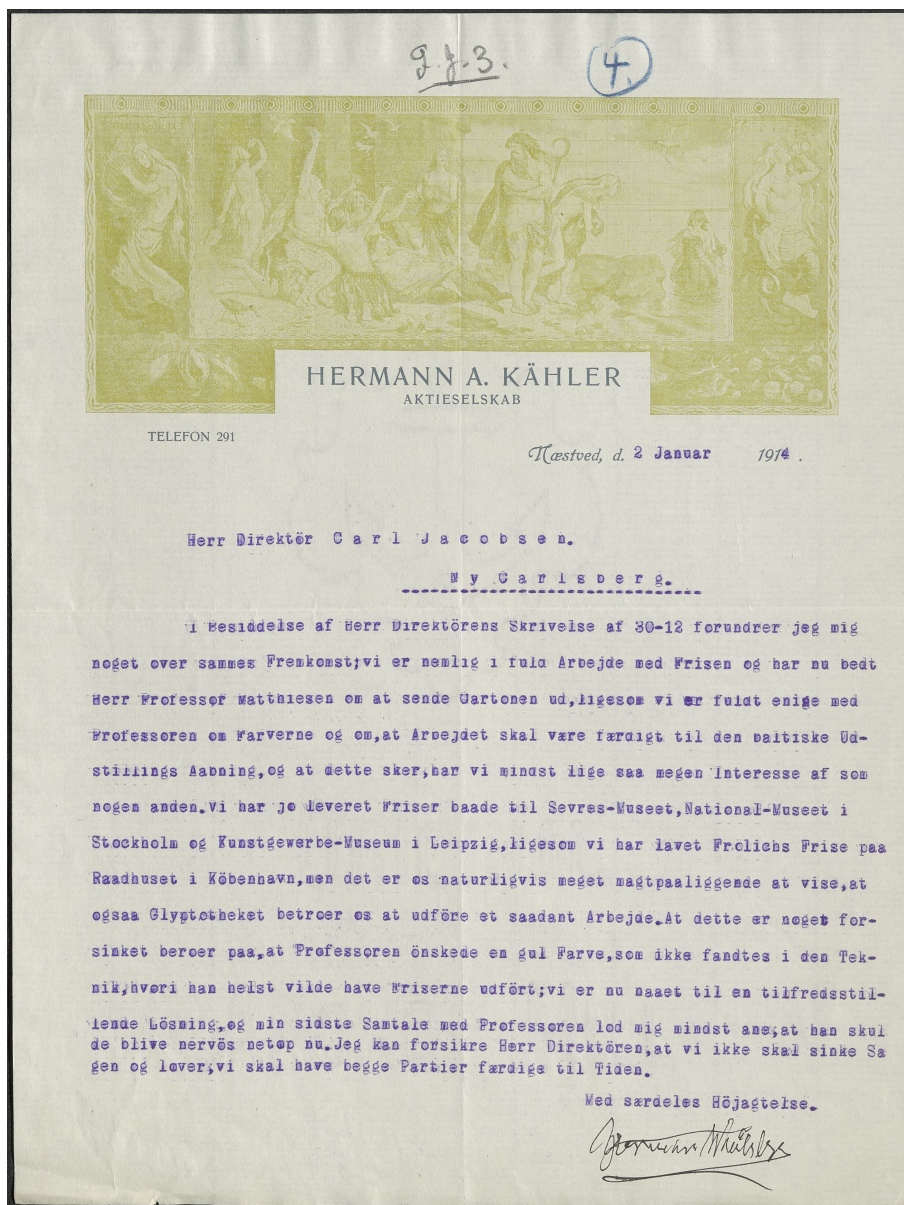 9.J.3.
4.
HERMANN A. KÄHLER
AKTIESELSKAB
TELEFON 291
Næstved, d. 2 Januar 1914.
Herr Direktör Carl Jacobsen.
Ny Carlsberg.
i Besiddelse af Herr Direktörens Skrivelse af 30-12 forundrer jeg mig
noget over sammes Fremkomst;vi er nemlig i fuld Arbejde med Frisen og har nu bedt
Herr Professor Matthiesen om at sende Cartonen ud,ligesom vi er fuldt enige med
Professoren om Farverne og om,at Arbejdet skal være færdigt til den baltiske Ud-
stillings Aabning,og at dette sker,har vi mindst lige saa megen Interesse af som
nogen anden.Vi har jo leveret Friser baade til Sevres-Museet,National-Museet i
Stockholm og Kunstgewerbe-Museum i Leipzig,ligesom vi har lavet Frölichs Frise paa
Raadhuset i Köbenhavn,men det er os naturligvis meget magtpaaliggende at vise,at
ogsaa Glyptotheket betroer os at udföre et saadant Arbejde.At dette er noget for-
sinket beroer paa,at Professoren önskede en gul Farve,som ikke fandtes i den Tek-
nik,hvori han helst vilde have Friserne udfört;vi er nu naaet til en tilfredsstil-
lende Lösning,og min sidste Samtale med Professoren lod mig mindst ane,at han skul
de blive nervös netop nu.Jeg kan forsikre Herr Direktören,at vi ikke skal sinke Sa
gen og lover,vi skal have begge Partier færdige til Tiden.
Med særdeles Höjagtelse.